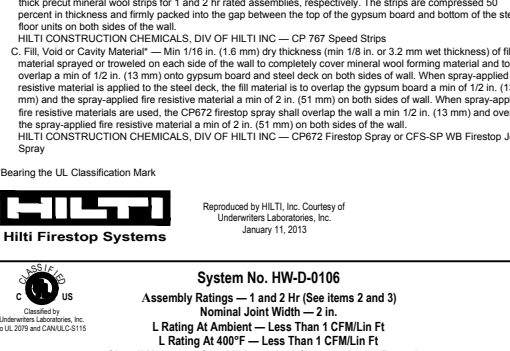 thick precut mineral wool strips for 1 and 2 hr rated assemblies, respectively. The strips are compressed 50
percent in thickness and firmly packed into the gap between the top of the gypsum board and bottom of the
floor units on both sides of the wall.
HILTI CONSTRUCTION CHEMICALS, DIV OF HILTI INC — CP 767 Speed Strips
C. Fill, Void or Cavity Material* — Min 1/16 in. (1.6 mm) dry thickness (min 1/8 in. or 3.2 mm wet thickness) of
material sprayed or troweled on each side of the wall to completely cover mineral wool forming material and to
overlap a min of 1/2 in. (13 mm) onto gypsum board and steel deck on both sides of wall. When spray-applied
resistive material is applied to the steel deck, the fill material is to overlap the gypsum board a min of 1/2 in.
mm) and the spray-applied fire resistive material a min of 2 in. (51 mm) on both sides of wall. When
fire resistive materials are used, the CP672 firestop spray shall overlap the wall a min 1/2 in. (13 mm) and
the spray-applied fire resistive material a min of 2 in. (51 mm) on both sides of the wall.
HILTI CONSTRUCTION CHEMICALS, DIV OF HILTI INC — CP672 Firestop Spray or CFS-SP WB Firestop
Spray
Bearing the UL Classification Mark
HILTI
Hilti Firestop Systems
Reproduced by HILTI, Inc. Courtesy of
Underwriters Laboratories, Inc.
January 11, 2013
CLASSIFIED
C UL US
Classified by
Underwriters Laboratories, Inc.
to UL 2079 and CAN/ULC-S115
System No. HW-D-0106
Assembly Ratings — 1 and 2 Hr (See items 2 and 3)
Nominal Joint Width — 2 in.
L Rating At Ambient — Less Than 1 CFM/Lin Ft
L Rating At 400°F — Less Than 1 CFM/Lin Ft